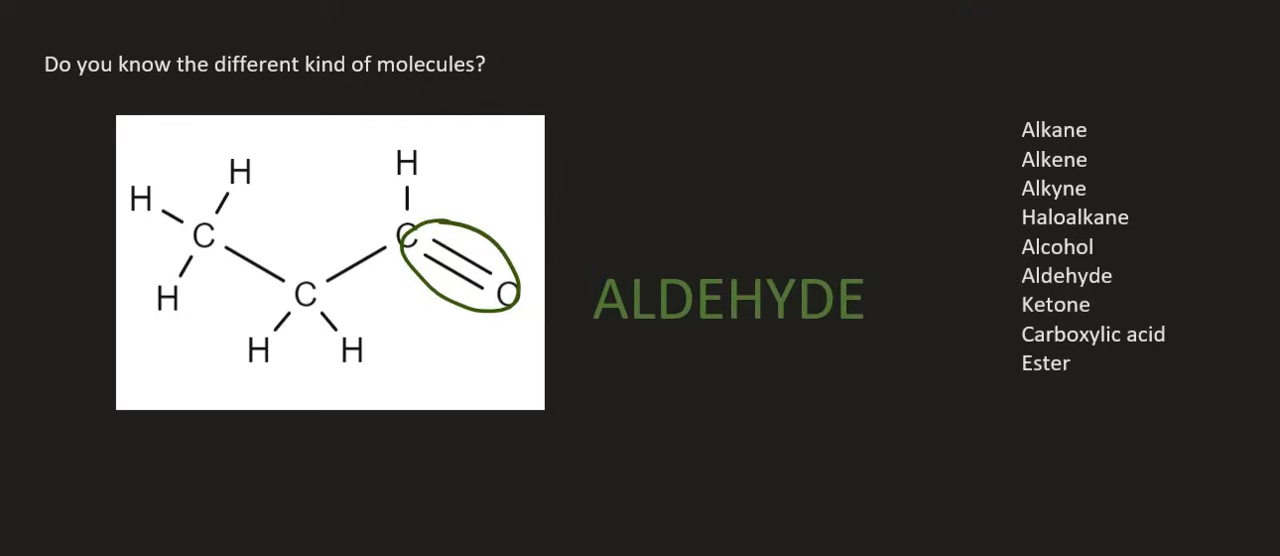 Do you know the different kind of molecules?
H
H
H
C
C
H
C
O
H
H
H
ALDEHYDE
Alkane
Alkene
Alkyne
Haloalkane
Alcohol
Aldehyde
Ketone
Carboxylic acid
Ester